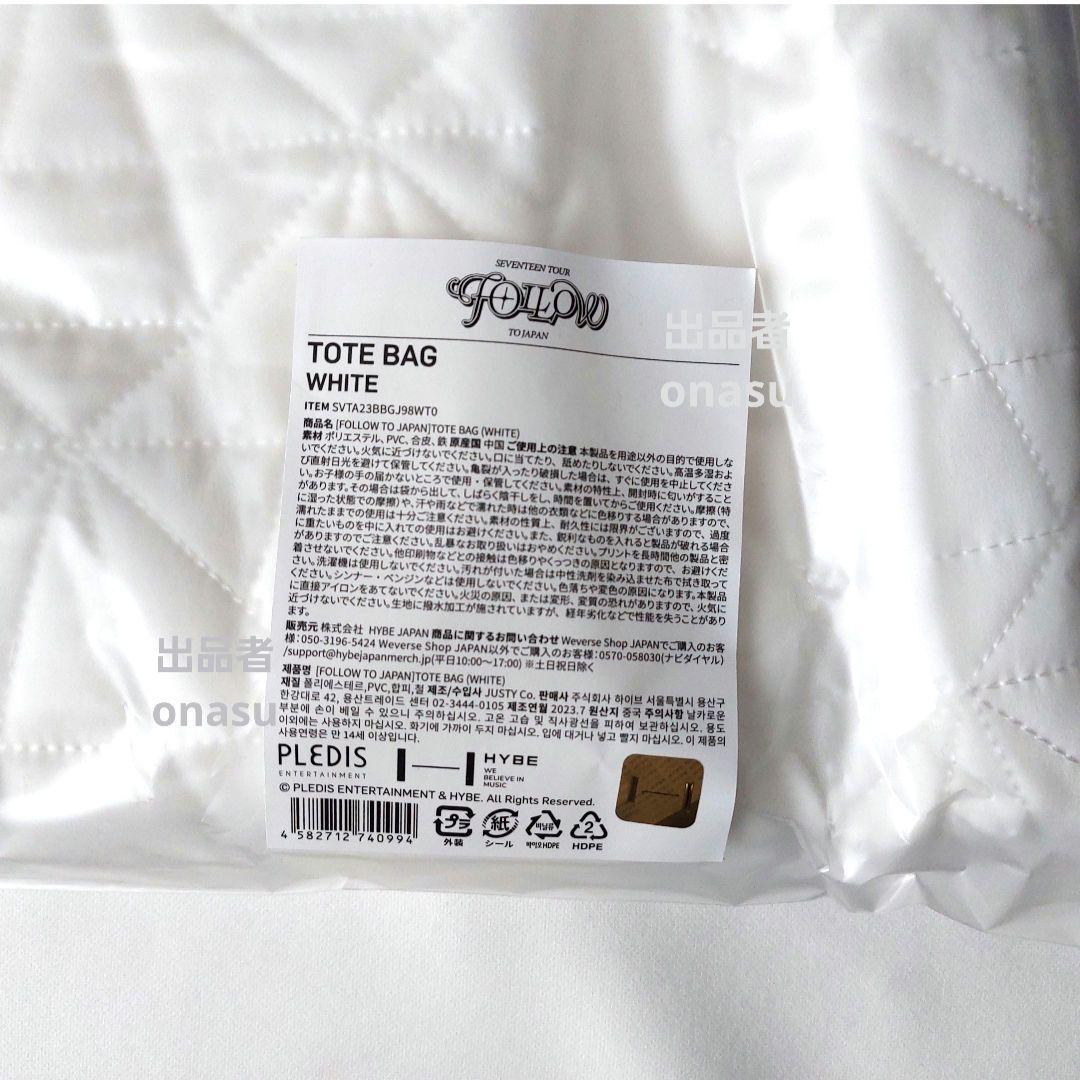 SEVENTEEN TOUR
FOLLOW
TO JAPAN
TOTE BAG
WHITE
ITEM SVTA23BBGJ98WT0
商品名 [FOLLOW TO JAPAN]TOTE BAG (WHITE)
素材 ポリエステル、PVC、合皮、鉄 原産国 中国 ご使用上の注意 本製品を用途以外の目的で使用しな
いでください。火気に近づけないでください。口に当てたり、舐めたりしないでください。高温多湿およ
び直射日光を避けて保管してください。亀裂が入ったり破損した場合は、すぐに使用を中止してくださ
い。お子様の手の届かないところで使用・保管してください。素材の特性上、開封時に匂いがすること
があります。その場合は袋から出して、しばらく陰干しをし、時間を置いてからご使用ください。摩擦(特
に湿った状態での摩擦)や、汗や雨などで濡れた時は他の衣類などに色移りする場合がありますので、
濡れたままでの使用は十分ご注意ください。素材の性質上、耐久性には限界がございますので、過度
に重たいものを中に入れての使用はお避けください。また、鋭利なものを入れると製品が破れる場合
がありますのでご注意ください。乱暴なお取り扱いはおやめください。プリントを長時間他の製品と密
着させないでください。他印刷物などとの接触は色移りやくっつきの原因となりますので、お避けくだ
さい。洗濯機は使用しないでください。汚れが付いた場合は中性洗剤を染み込ませた布で拭き取って
ください。シンナー・ベンジンなどは使用しないでください。色落ちや変色の原因になります。本製品
に直接アイロンをあてないでください。火災の原因、または変形、変質の恐れがありますので、火気に
近づけないでください。生地に撥水加工が施されていますが、経年劣化などで性能を失うことがあり
ます。
販売元 株式会社 HYBE JAPAN 商品に関するお問い合わせ Weverse Shop JAPANでご購入のお客
様：050-3196-5424 Weverse Shop JAPAN以外でご購入のお客様：0570-058030(ナビダイヤル)
/support@hybejapanmerch.jp(平日10:00〜17:00) ※土日祝日除く
제품명 [FOLLOW TO JAPAN]TOTE BAG (WHITE)
재질 폴리에스테르,PVC,합피,철 제조/수입사 JUSTY Co. 판매사 주식회사 하이브 서울특별시 용산구
한강대로 42, 용산트레이드 센터 02-3444-0105 제조연월 2023.7 원산지 중국 주의사항 날카로운
부분에 손이 베일 수 있으니 주의하십시오. 고온 고습 및 직사광선을 피하여 보관하십시오. 용도
이외에는 사용하지 마십시오. 화기에 가까이 두지 마십시오. 입에 대거나 넣고 빨지 마십시오. 이 제품의
사용연령은 만 14세 이상입니다.
PLEDIS
ENTERTAINMENT
HYBE
WE
BELIEVE IN
MUSIC
© PLEDIS ENTERTAINMENT & HYBE. All Rights Reserved.
4 582712 740994
プラ
外装
紙
シール
비닐류
바이오HDPE
2
HDPE
出品者
onasu
出品者
onasu